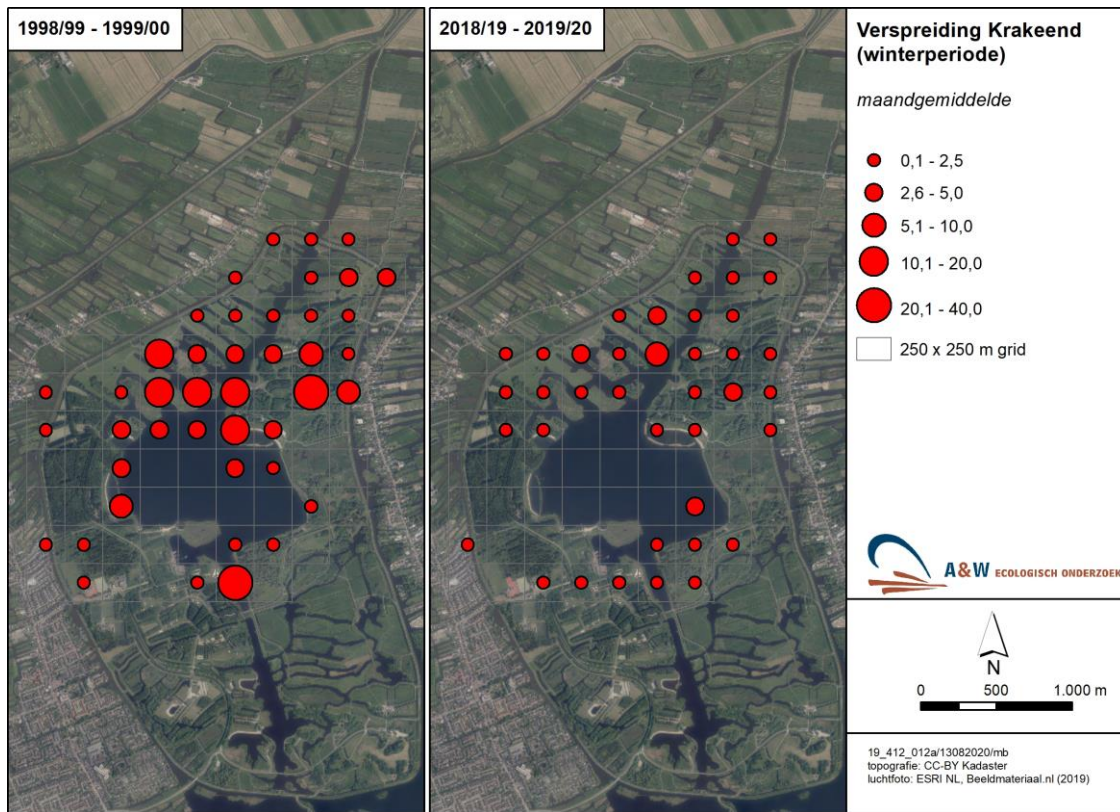 1998/99 - 1999/00
2018/19 - 2019/20
Verspreiding Krakeend
(winterperiode)
maandgemiddelde
0,1 - 2,5
2,6 - 5,0
5,1 - 10,0
10,1 - 20,0
20,1 - 40,0
250 x 250 m grid
A&W ECOLOGISCH ONDERZOEK
N
0 500 1.000 m
19_412_012a/13082020/mb
topografie: CC-BY Kadaster
luchtfoto: ESRI NL, Beeldmateriaal.nl (2019)